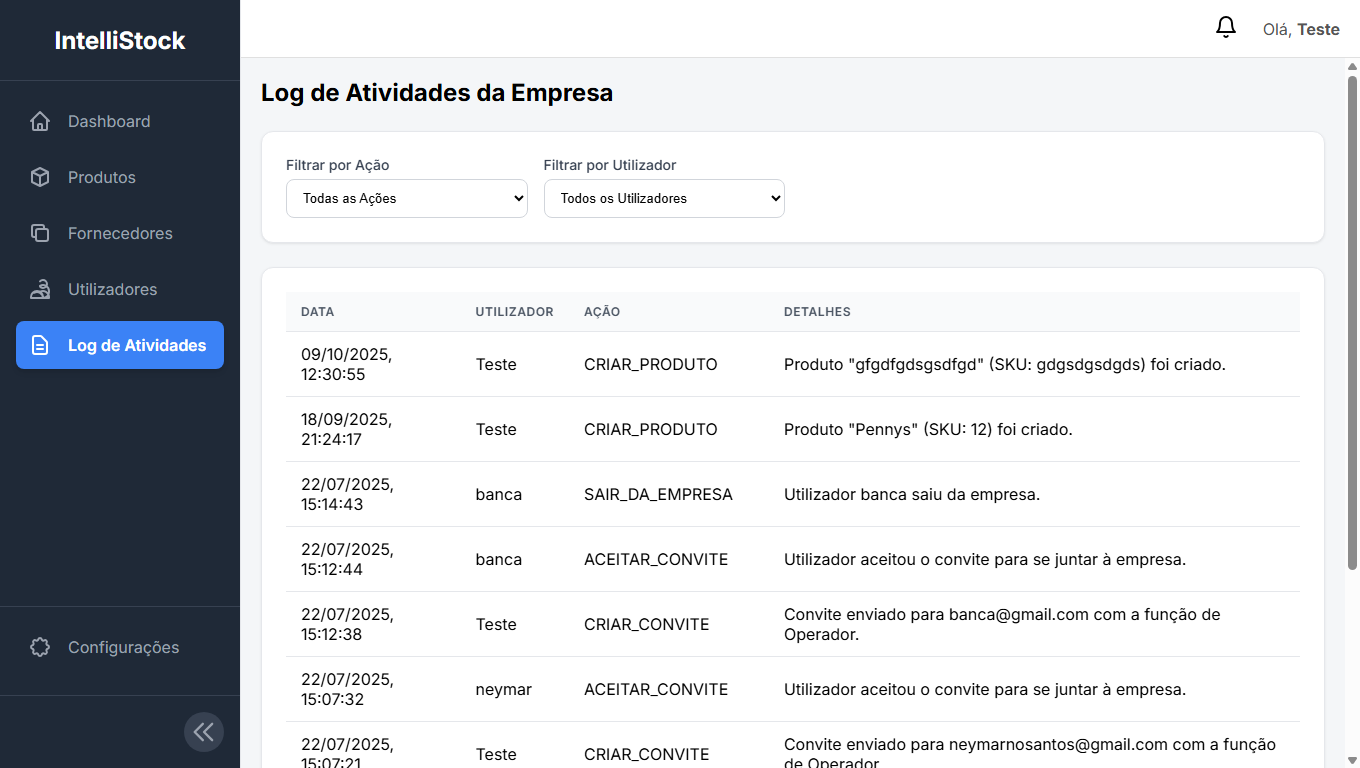 IntelliStock
Olá, Teste
Dashboard
Produtos
Fornecedores
Utilizadores
Log de Atividades
Configurações
Log de Atividades da Empresa
Filtrar por Ação
Filtrar por Utilizador
Todas as Ações
Todos os Utilizadores
DATA UTILIZADOR AÇÃO DETALHES
09/10/2025,
12:30:55 Teste CRIAR_PRODUTO Produto "gfgdfgdsgsdfgd" (SKU: gdgsdgsdgds) foi criado.
18/09/2025,
21:24:17 Teste CRIAR_PRODUTO Produto "Pennys" (SKU: 12) foi criado.
22/07/2025,
15:14:43 banca SAIR_DA_EMPRESA Utilizador banca saiu da empresa.
22/07/2025,
15:12:44 banca ACEITAR_CONVITE Utilizador aceitou o convite para se juntar à empresa.
22/07/2025,
15:12:38 Teste CRIAR_CONVITE Convite enviado para banca@gmail.com com a função de
Operador.
22/07/2025,
15:07:32 neymar ACEITAR_CONVITE Utilizador aceitou o convite para se juntar à empresa.
22/07/2025,
15:07:21 Teste CRIAR_CONVITE Convite enviado para neymarnosantos@gmail.com com a função
de Operador